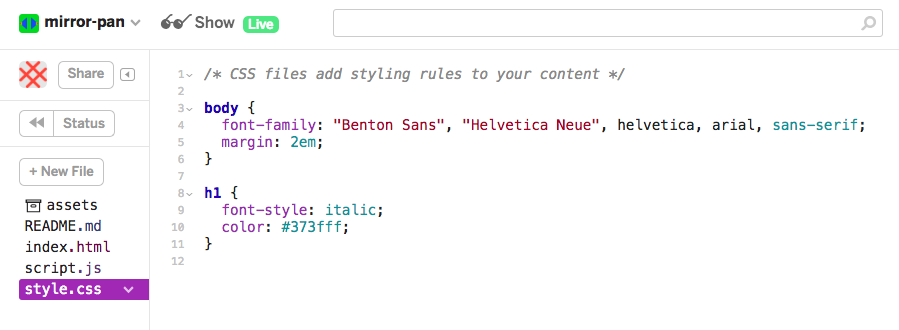 mirror-pan
Show Live
Share
Status
+ New File
assets
README.md
index.html
script.js
style.css
1 /* CSS files add styling rules to your content */
2
3 body {
4   font-family: "Benton Sans", "Helvetica Neue", helvetica, arial, sans-serif;
5   margin: 2em;
6 }
7
8 h1 {
9   font-style: italic;
10   color: #373fff;
11 }
12